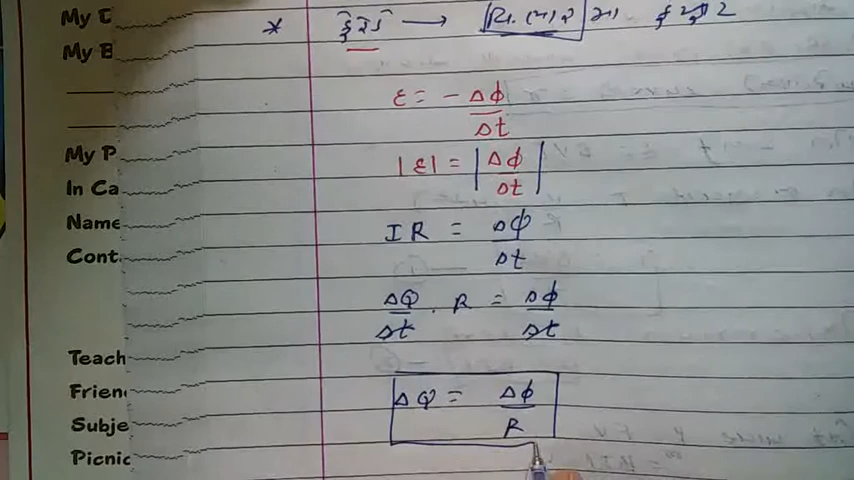 My
My
*
ε = - Δϕ
Δt
|ε| = | Δϕ |
Δt
IR = Δϕ
Δt
ΔQ . R = Δϕ
Δt Δt
ΔQ = Δϕ
R
My P
In Ca
Name
Cont
Teach
Frien
Subje
Picnic